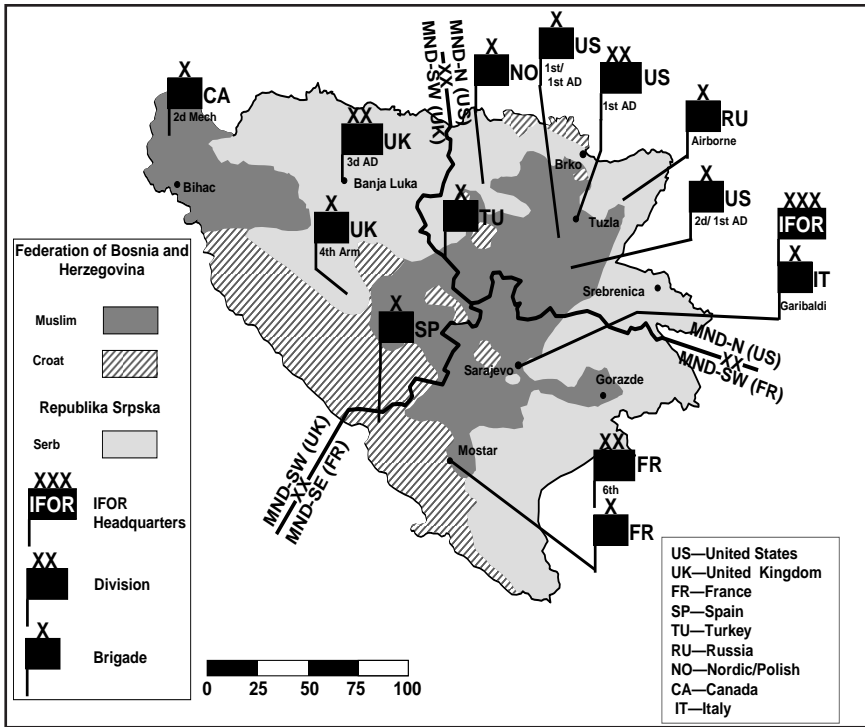 X
CA
2d Mech
XX
UK
3d AD
Banja Luka
Bihac
X
UK
4th Arm
MND-SW (UK)
XX
MND-N (US)
X
NO
X
US
1st/
1st AD
XX
US
1st AD
X
RU
Airborne
Brko
Tuzla
X
US
2d/ 1st AD
X
TU
XXX
IFOR
X
IT
Garibaldi
Srebrenica
X
SP
Sarajevo
Gorazde
MND-N (US)
XX
MND-SW (FR)
MND-SW (UK)
XX
MND-SE (FR)
Mostar
XX
FR
6th
X
FR
Federation of Bosnia and
Herzegovina
Muslim
Croat
Republika Srpska
Serb
XXX
IFOR
IFOR
Headquarters
XX
Division
X
Brigade
0 25 50 75 100
US—United States
UK—United Kingdom
FR—France
SP—Spain
TU—Turkey
RU—Russia
NO—Nordic/Polish
CA—Canada
IT—Italy